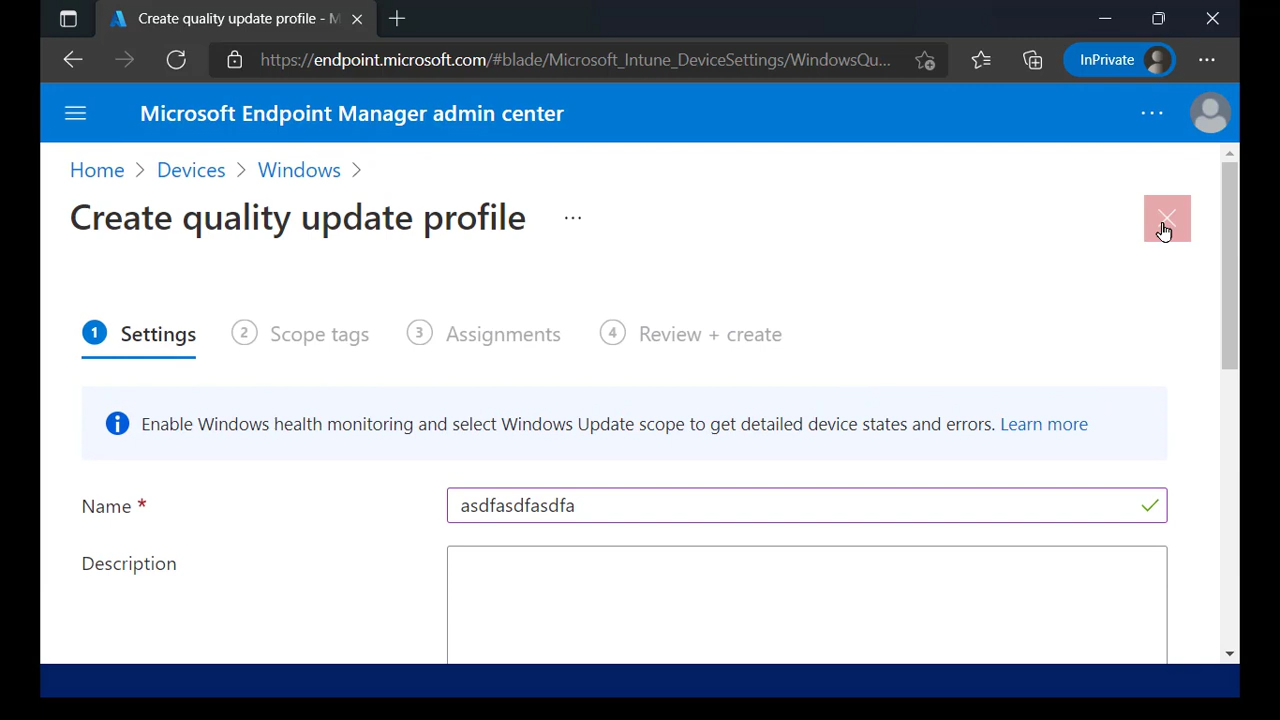 Create quality update profile - M
https://endpoint.microsoft.com/#blade/Microsoft_Intune_DeviceSettings/WindowsQu...
InPrivate
Microsoft Endpoint Manager admin center
Home > Devices > Windows >
Create quality update profile ...
1 Settings 2 Scope tags 3 Assignments 4 Review + create
Enable Windows health monitoring and select Windows Update scope to get detailed device states and errors. Learn more
Name * asdfasdfasdfa
Description